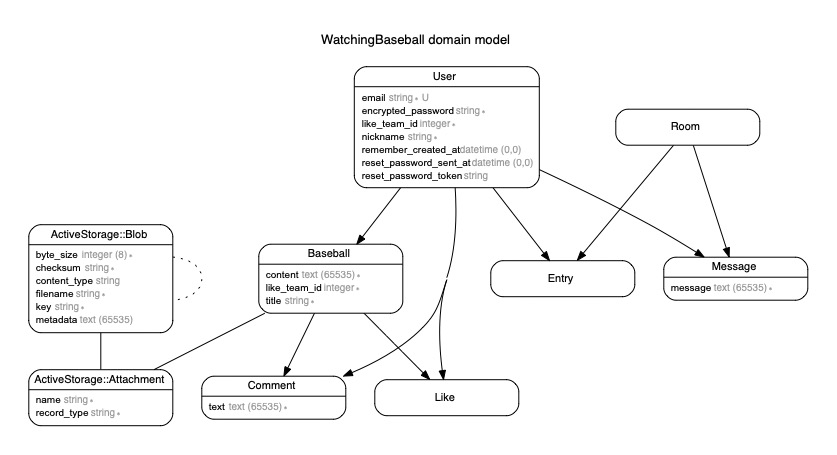 WatchingBaseball domain model
User
email string * U
encrypted_password string *
like_team_id integer *
nickname string *
remember_created_at datetime (0,0)
reset_password_sent_at datetime (0,0)
reset_password_token string
Room
ActiveStorage::Blob
byte_size integer (8) *
checksum string *
content_type string
filename string *
key string *
metadata text (65535)
Baseball
content text (65535) *
like_team_id integer *
title string *
Entry
Message
message text (65535) *
ActiveStorage::Attachment
name string *
record_type string *
Comment
text text (65535) *
Like